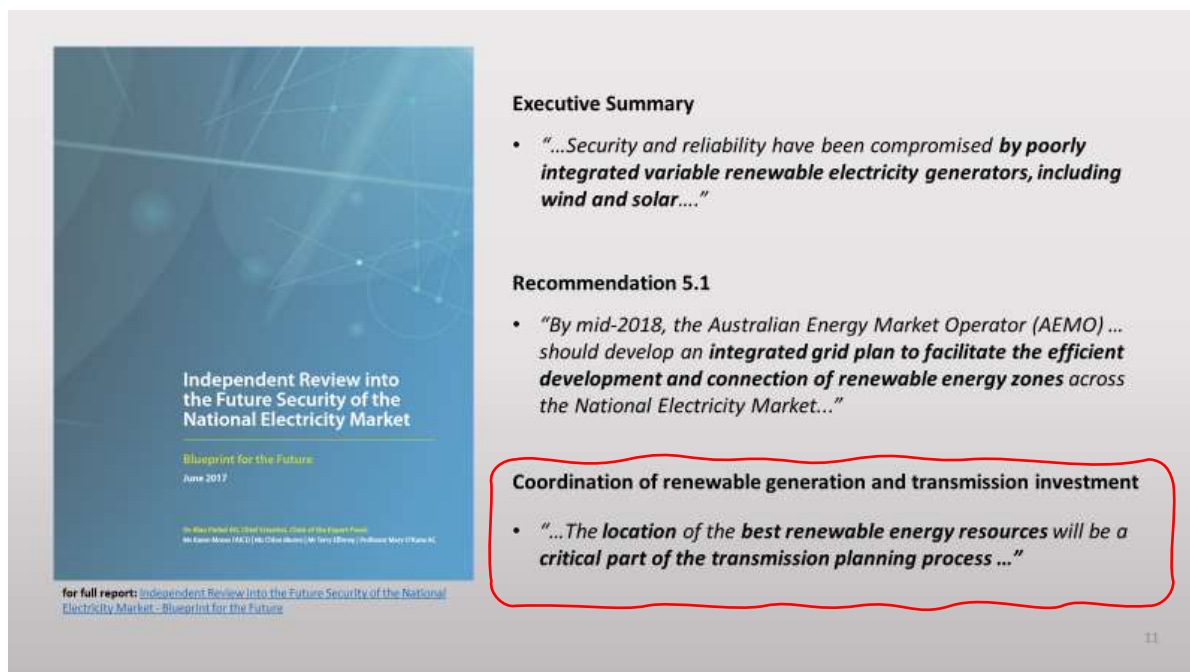 Independent Review into
the Future Security of the
National Electricity Market
Blueprint for the Future
June 2017
for full report: Independent Review into the Future Security of the National
Electricity Market - Blueprint for the Future
Executive Summary
• “…Security and reliability have been compromised by poorly
integrated variable renewable electricity generators, including
wind and solar….”
Recommendation 5.1
• “By mid-2018, the Australian Energy Market Operator (AEMO) …
should develop an integrated grid plan to facilitate the efficient
development and connection of renewable energy zones across
the National Electricity Market…”
Coordination of renewable generation and transmission investment
• “…The location of the best renewable energy resources will be a
critical part of the transmission planning process …”
11